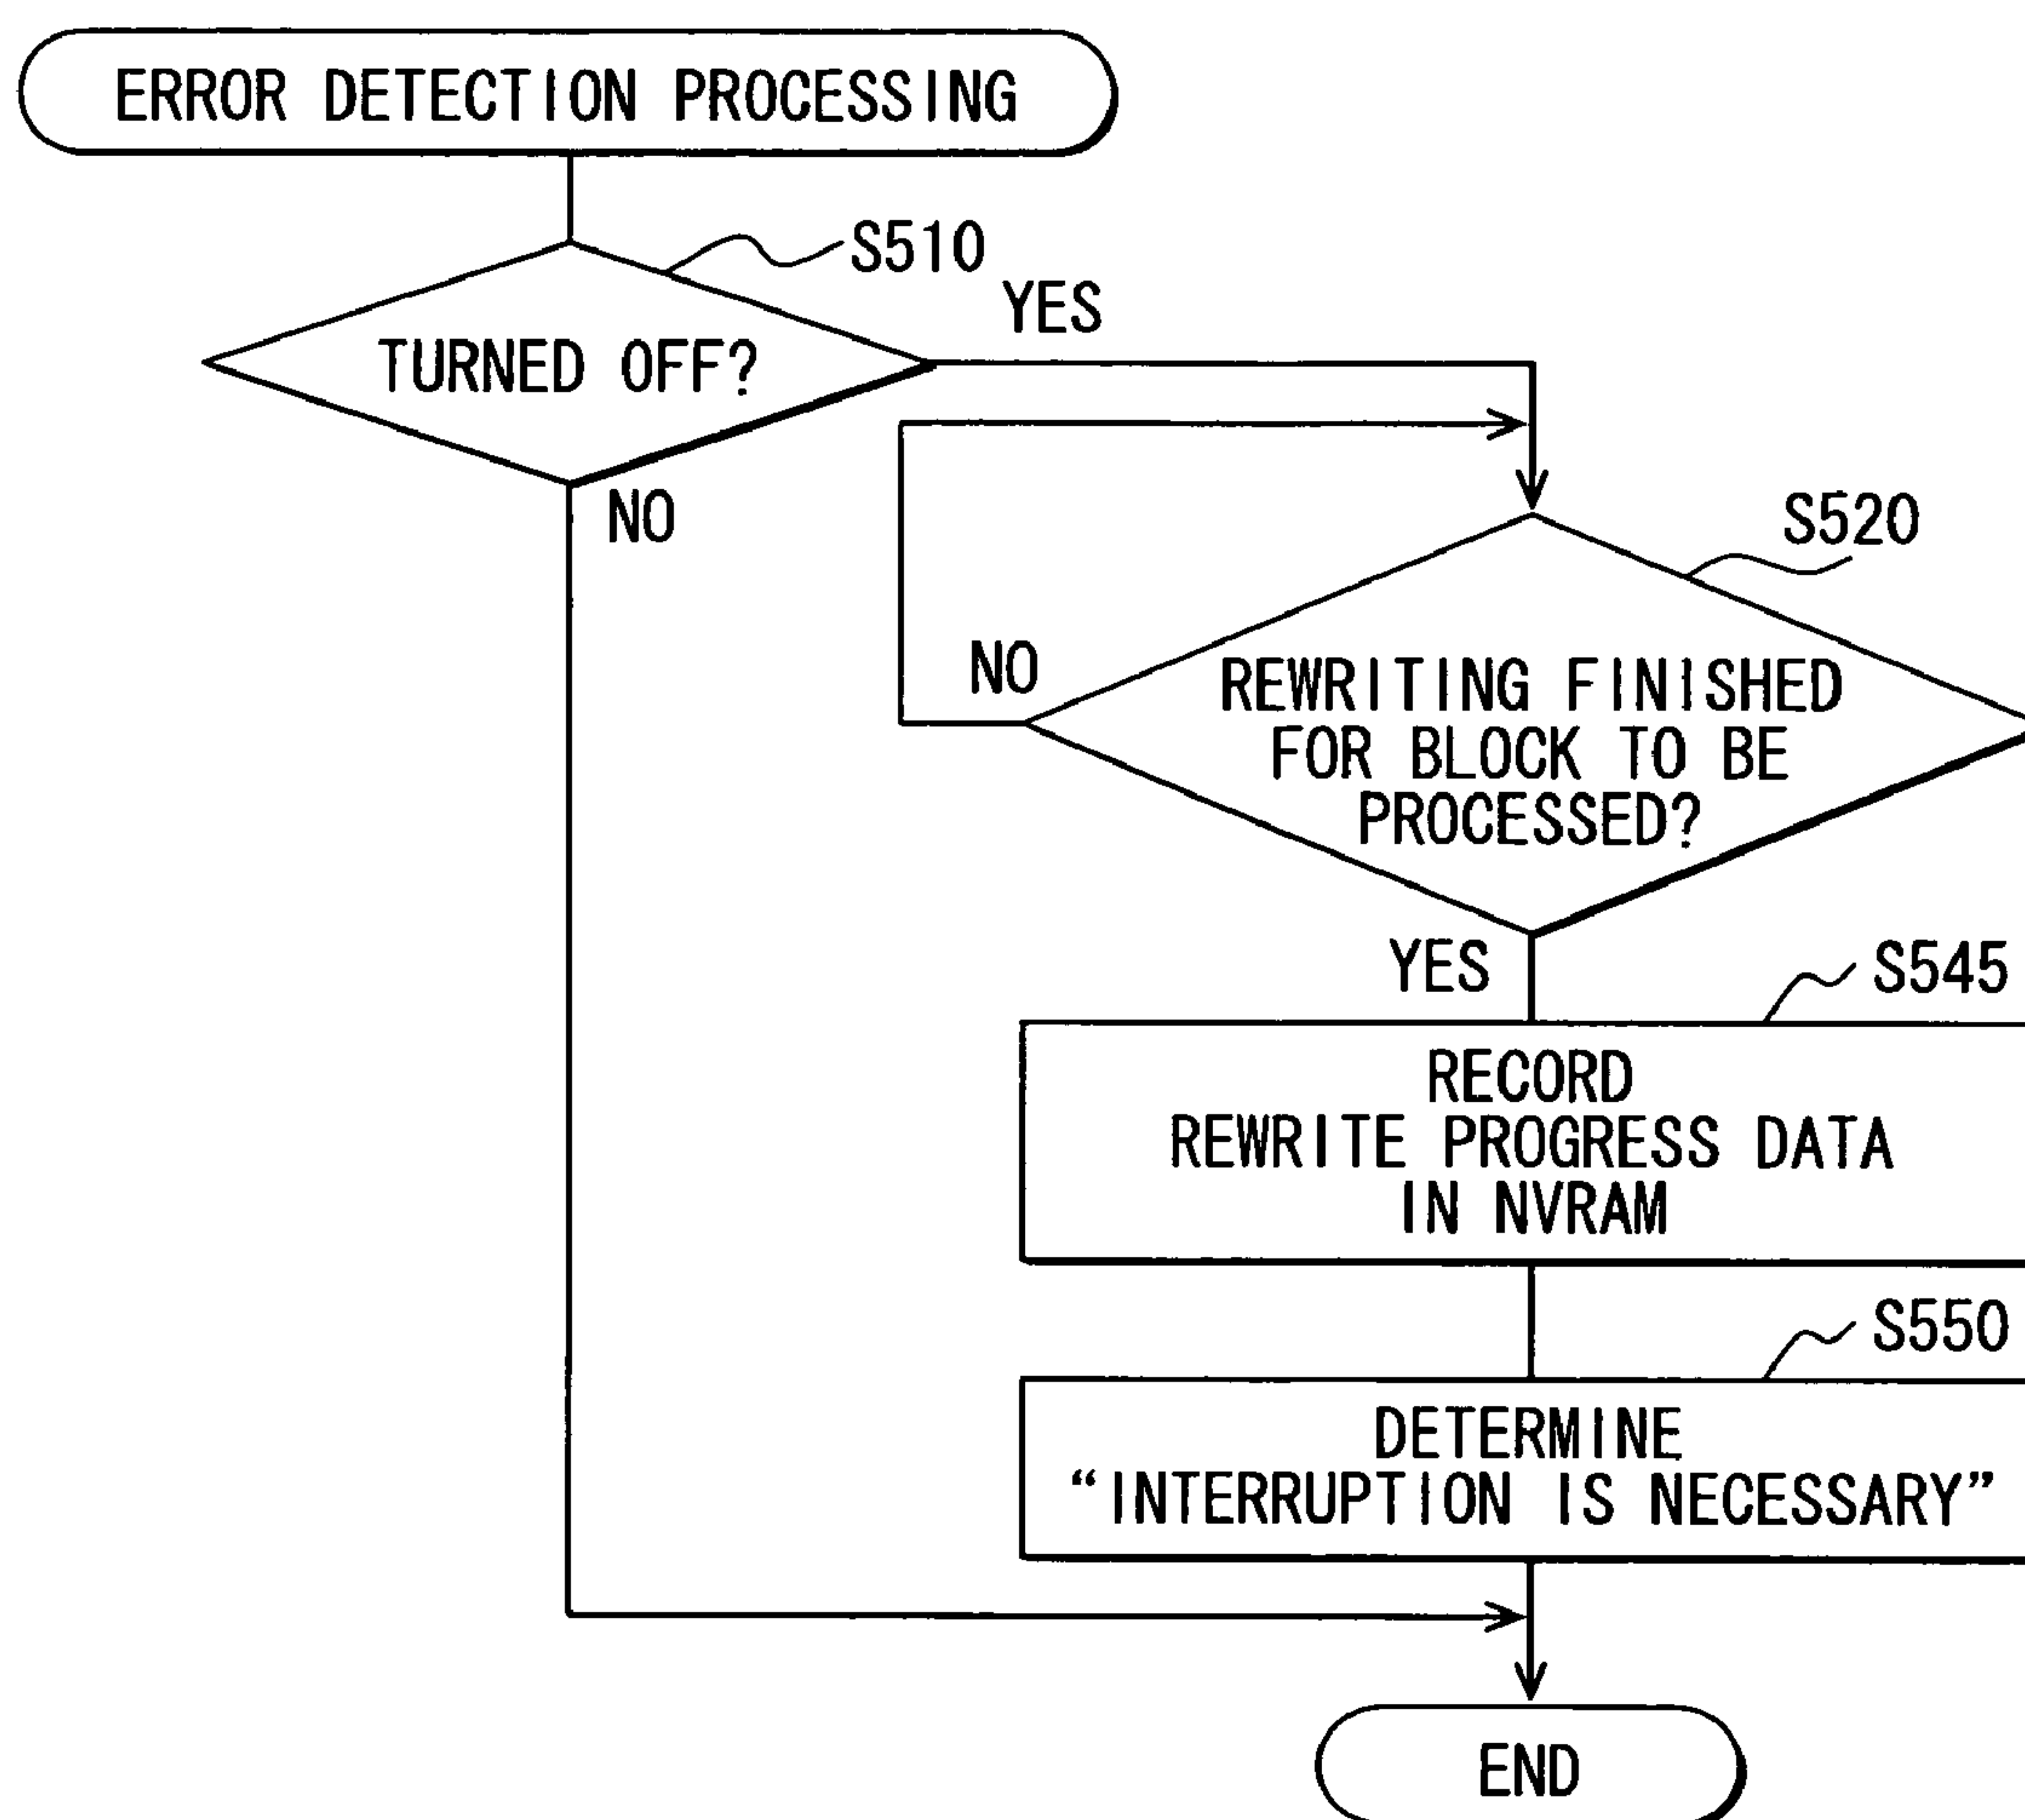 ERROR DETECTION PROCESSING
S510
YES
TURNED OFF?
NO
S520
NO
REWRITING FINISHED
FOR BLOCK TO BE
PROCESSED?
YES
S545
RECORD
REWRITE PROGRESS DATA
IN NVRAM
S550
DETERMINE
“INTERRUPTION IS NECESSARY”
END